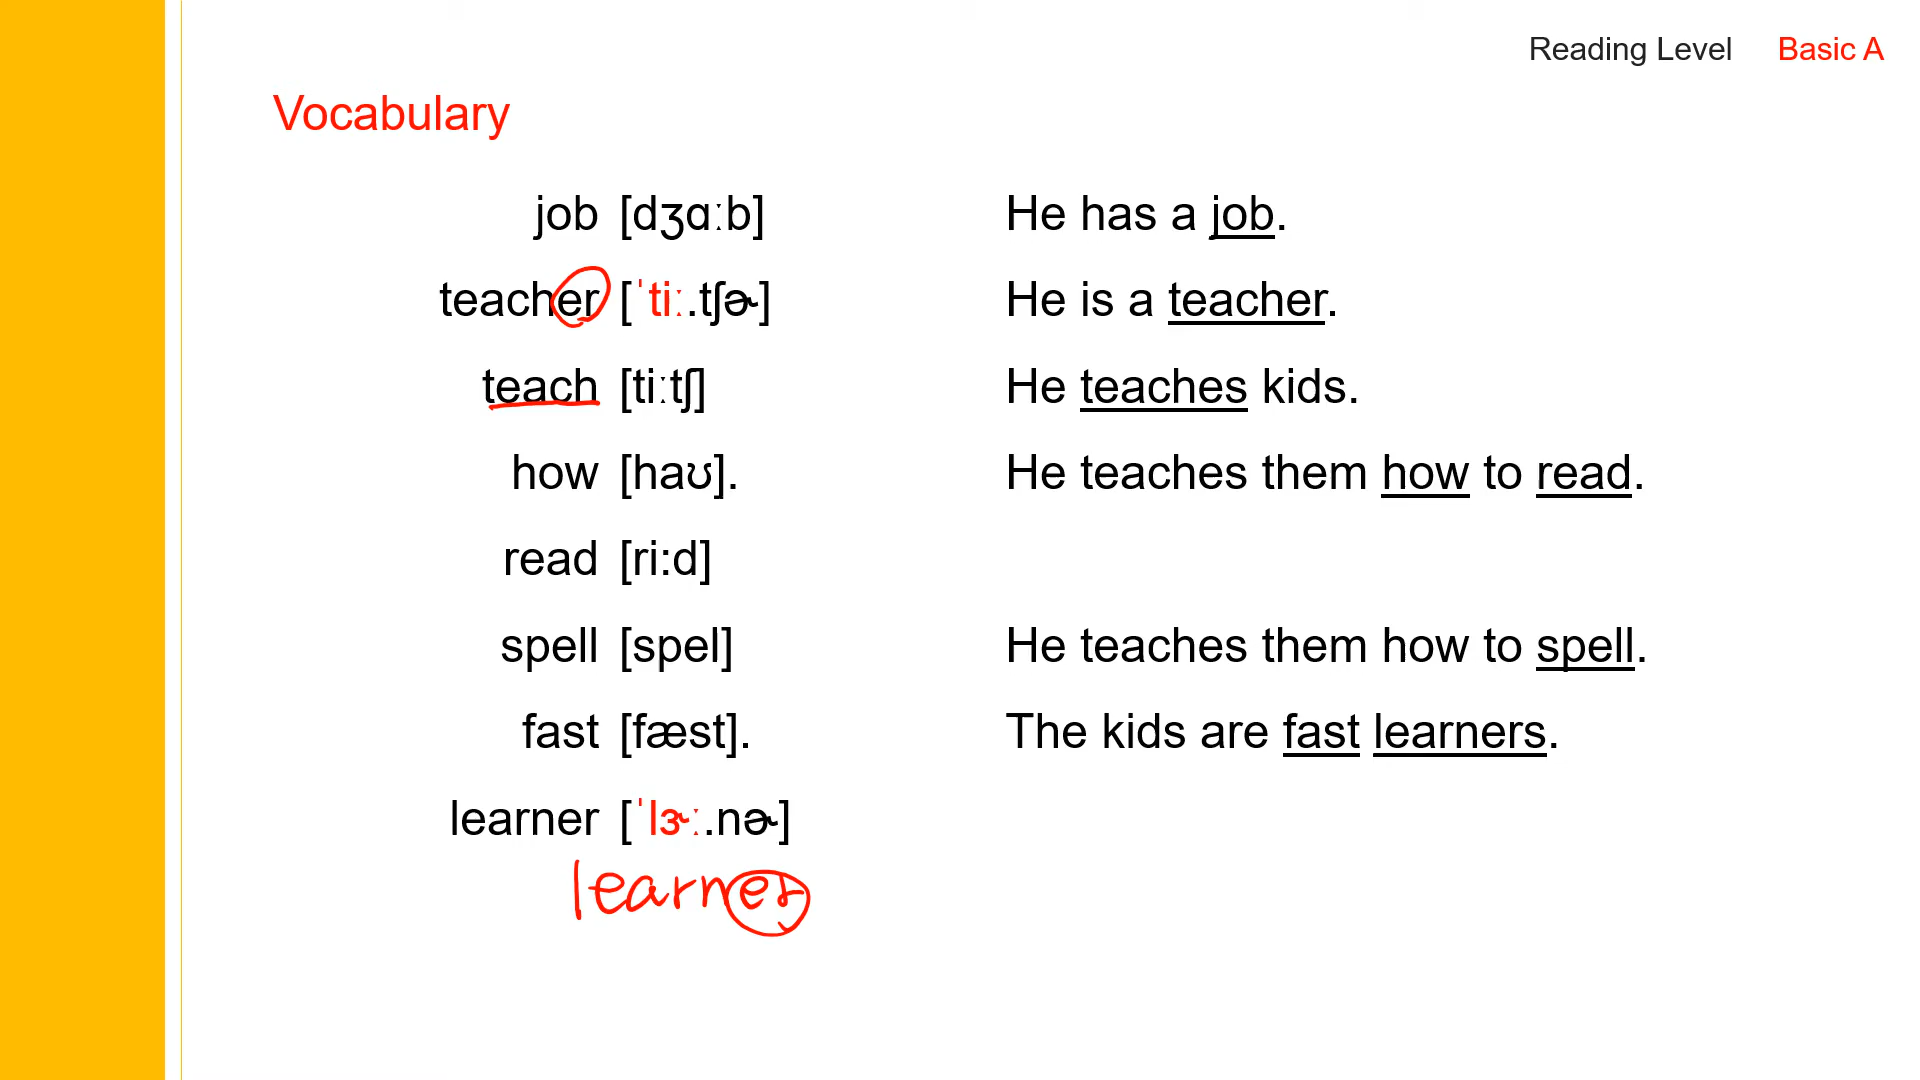 Reading Level Basic A
Vocabulary
job [dʒɑːb] He has a job.
teacher [ˈtiː.tʃɚ] He is a teacher.
teach [tiːtʃ] He teaches kids.
how [haʊ]. He teaches them how to read.
read [ri:d]
spell [spel] He teaches them how to spell.
fast [fæst]. The kids are fast learners.
learner [ˈlɝː.nɚ]
learner